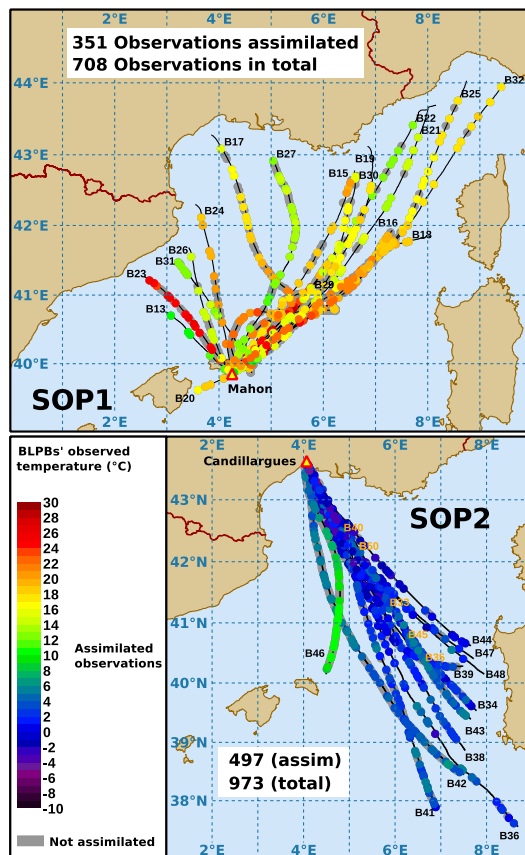 351 Observations assimilated
708 Observations in total
44°E
43°E
42°E
41°E
40°E
B32
B25
B22
B21
B17
B27
B19
B15
B30
B24
B16
B18
B26
B31
B23
B29
B13
B20
Mahon
SOP1
2°E
4°E
6°E
8°E
2°E
4°E
6°E
8°E
BLPBs' observed
temperature (°C)
30
28
26
24
22
20
18
16
14
12
10
8
6
4
2
0
-2
-4
-6
-8
-10
Assimilated
observations
Not assimilated
Candillargues
SOP2
43°N
42°N
41°N
40°N
39°N
38°N
B40
B50
B45
B44
B47
B46
B39
B48
B34
B43
B38
B42
B41
B36
497 (assim)
973 (total)
2°E
4°E
6°E
8°E